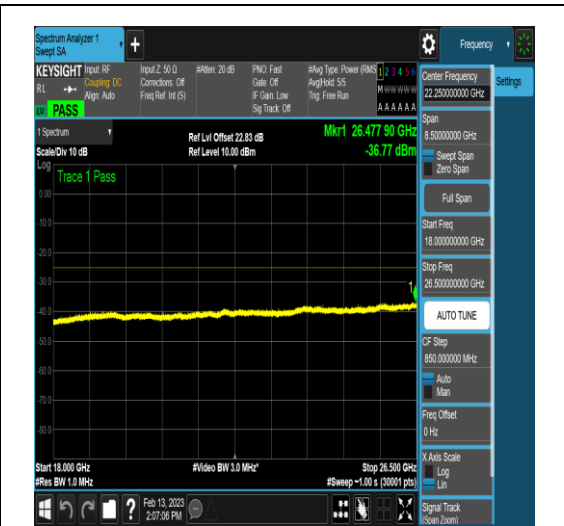 Spectrum Analyzer 1
Swept SA
+
Frequency
KEYSIGHT
RL
Input: RF
Coupling: DC
Align: Auto
Input Z: 50 Ω
Corrections: Off
Freq Ref: Int (S)
#Atten: 20 dB
PNO: Fast
Gate: Off
IF Gain: Low
Sig Track: Off
#Avg Type: Power (RMS)
Avg|Hold: 5/5
Trig: Free Run
1 2 3 4 5 6
M W W W W W
A A A A A A
PASS
1 Spectrum
Scale/Div 10 dB
Ref Lvl Offset 22.83 dB
Ref Level 10.00 dBm
Mkr1 26.477 90 GHz
-36.77 dBm
Log
Trace 1 Pass
0.00
-10.0
-20.0
-30.0
-40.0
-50.0
-60.0
-70.0
-80.0
1
Start 18.000 GHz
#Res BW 1.0 MHz
#Video BW 3.0 MHz*
Stop 26.500 GHz
#Sweep ~1.00 s (30001 pts)
Center Frequency
22.250000000 GHz
Settings
Span
8.50000000 GHz
Swept Span
Zero Span
Full Span
Start Freq
18.000000000 GHz
Stop Freq
26.500000000 GHz
AUTO TUNE
CF Step
850.000000 MHz
Auto
Man
Freq Offset
0 Hz
X Axis Scale
Log
Lin
Signal Track
(Span Zoom)
?
Feb 13, 2023
2:07:06 PM